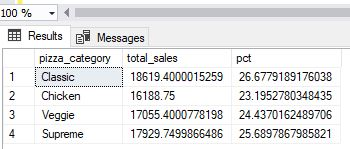 100 %
Results Messages
pizza_category total_sales pct
1 Classic 18619.4000015259 26.6779189176038
2 Chicken 16188.75 23.1952780348435
3 Veggie 17055.4000778198 24.4370162489706
4 Supreme 17929.7499866486 25.6897867985821